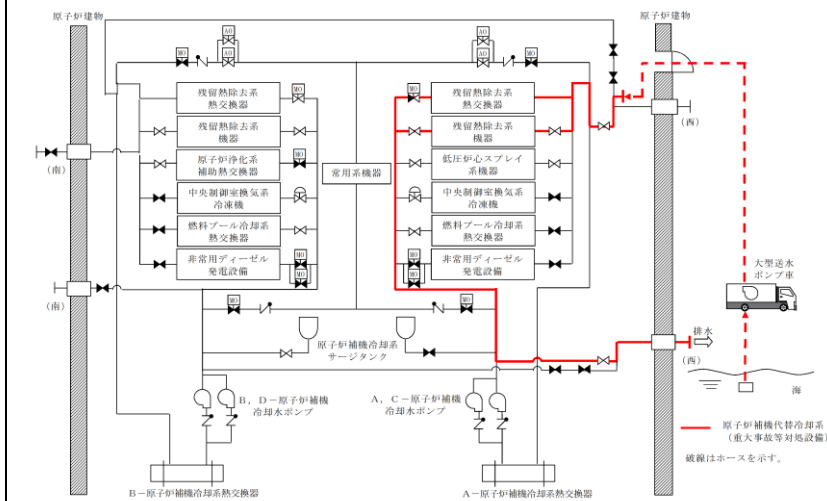 原子炉建物
原子炉建物
AO
AO
MO
AO
AO
MO
残留熱除去系
熱交換器
MO
残留熱除去系
機器
原子炉浄化系
補助熱交換器
MO
中央制御室換気系
冷凍機
燃料プール冷却系
熱交換器
非常用ディーゼル
発電設備
MO
MO
常用系機器
MO
残留熱除去系
熱交換器
残留熱除去系
機器
低圧炉心スプレイ
系機器
中央制御室換気系
冷凍機
燃料プール冷却系
熱交換器
MO
MO
非常用ディーゼル
発電設備
(南)
(南)
(西)
大型送水
ポンプ車
MO
MO
原子炉補機冷却系
サージタンク
排水
(西)
海
B,D-原子炉補機
冷却水ポンプ
A,C-原子炉補機
冷却水ポンプ
原子炉補機代替冷却系
(重大事故等対処設備)
破線はホースを示す。
B-原子炉補機冷却系熱交換器
A-原子炉補機冷却系熱交換器